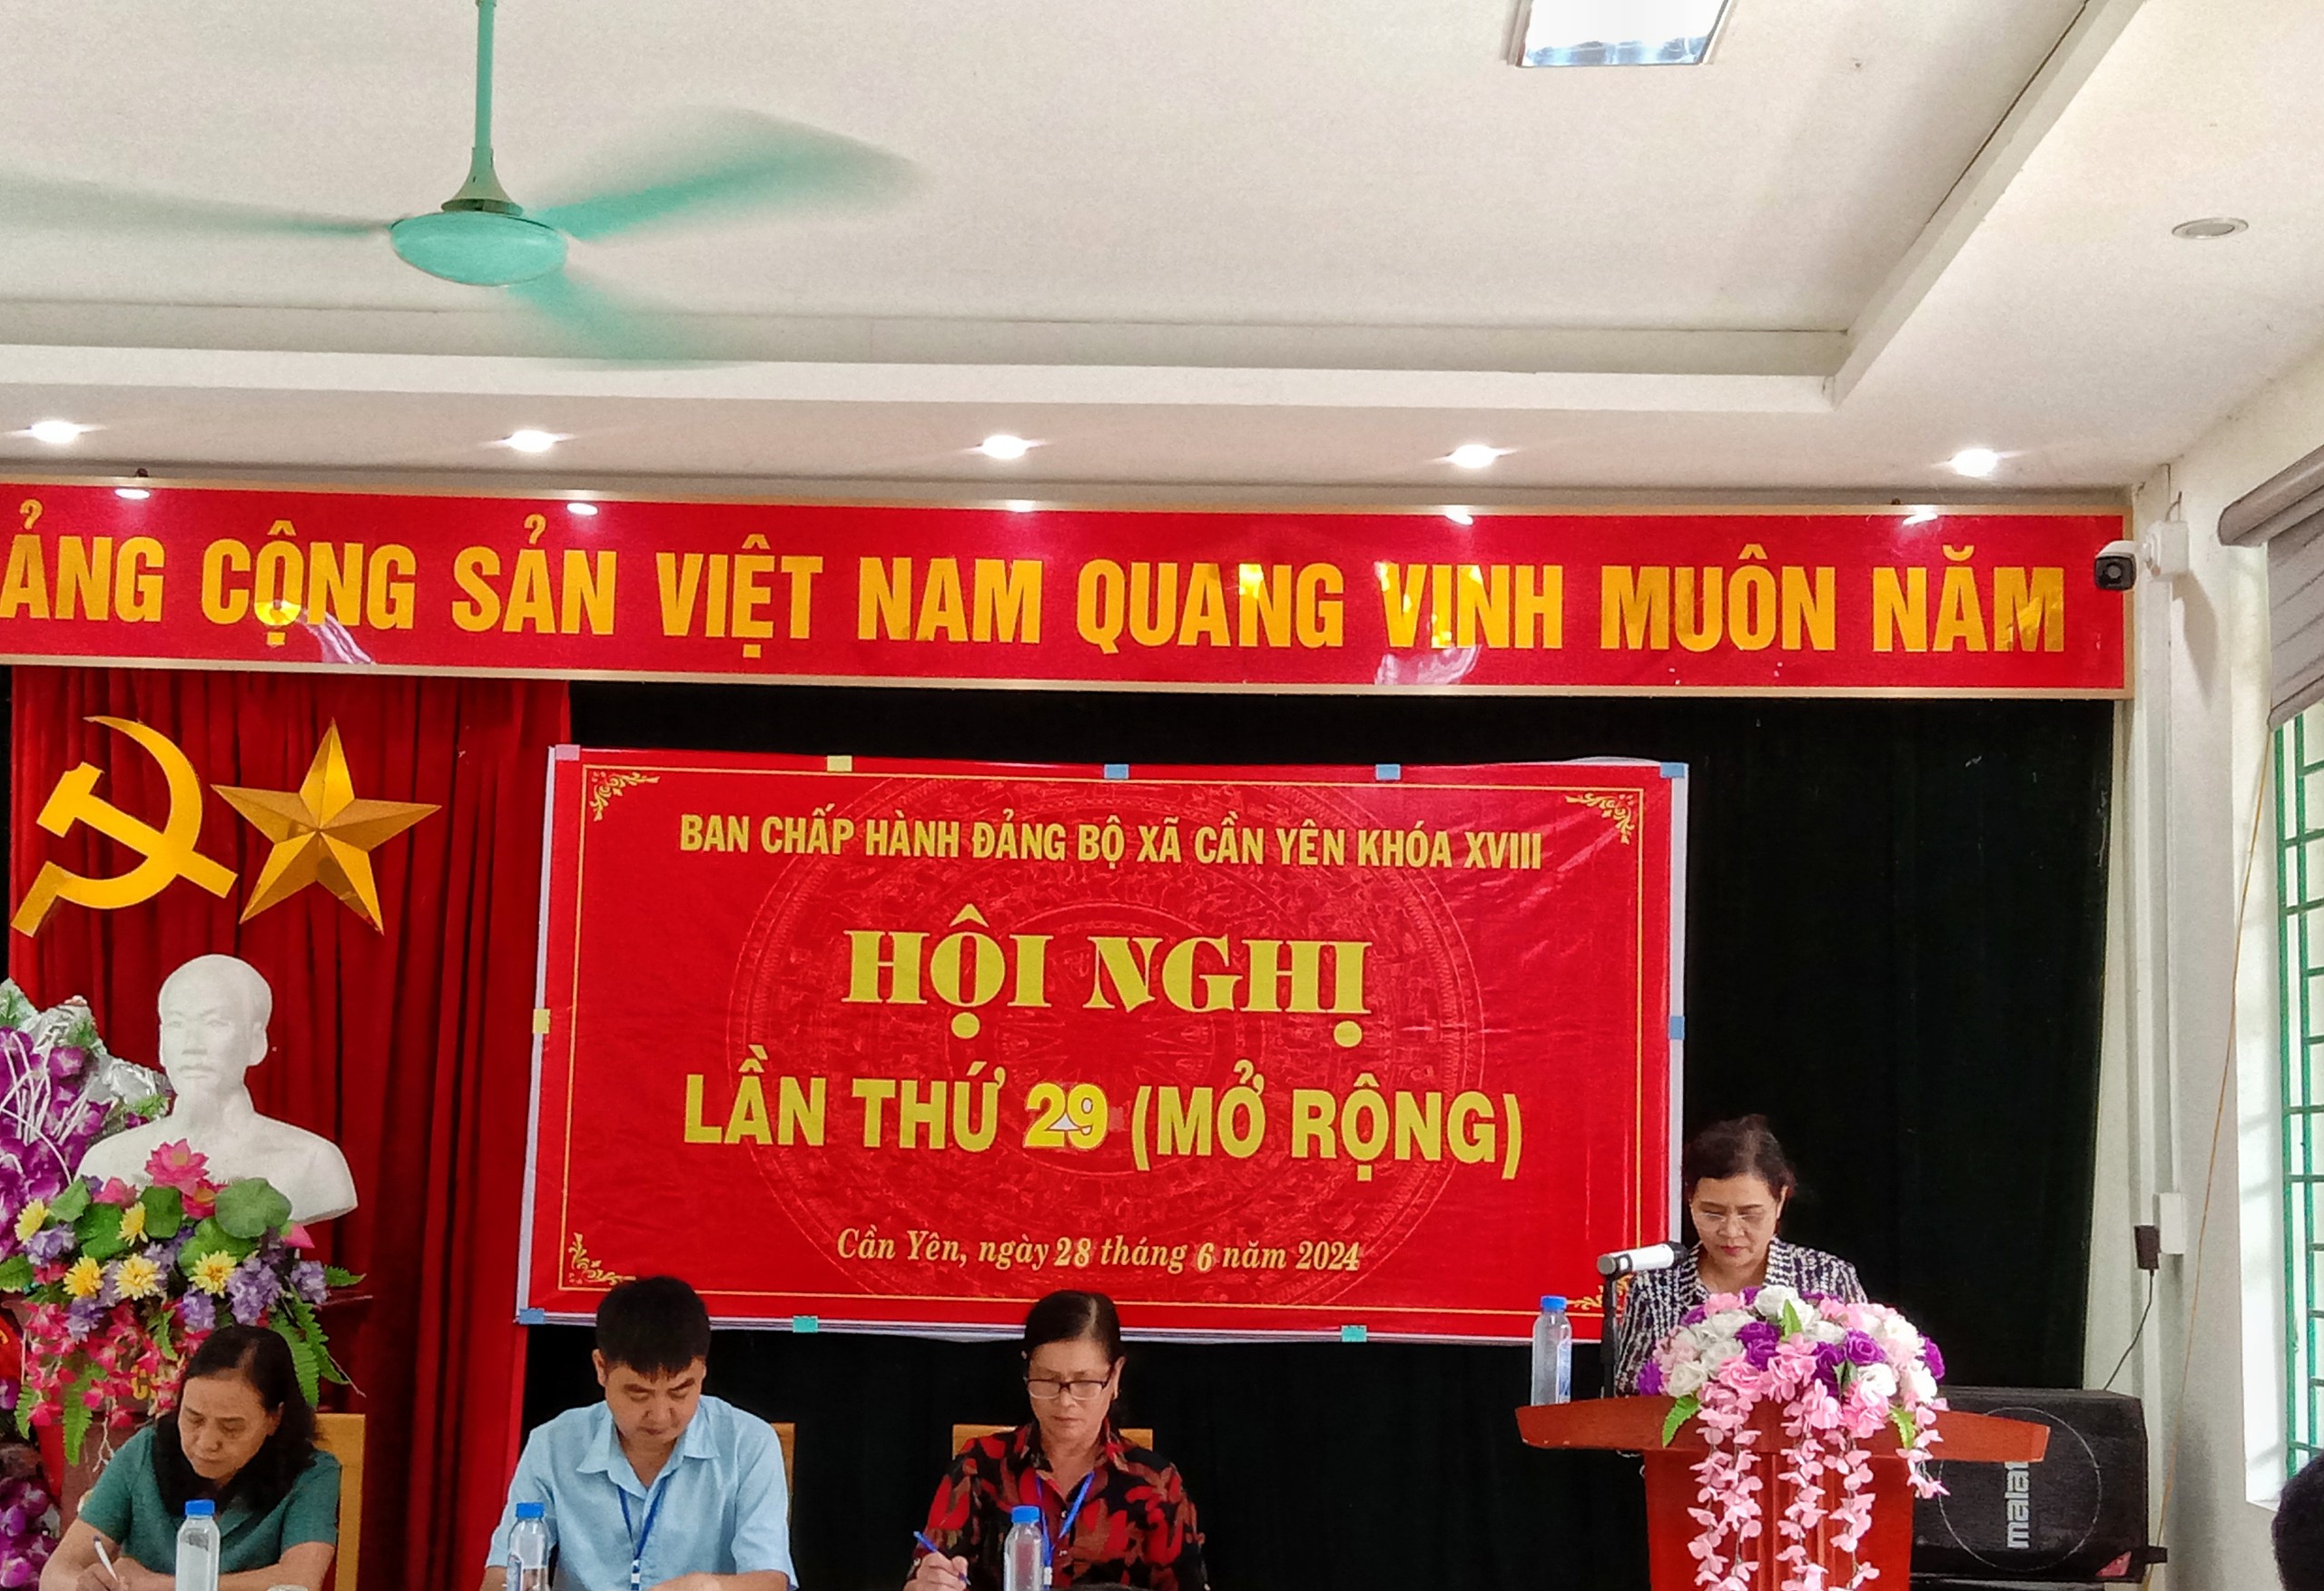 ẢNG CỘNG SẢN VIỆT NAM QUANG VINH MUÔN NĂM
BAN CHẤP HÀNH ĐẢNG BỘ XÃ CẦN YÊN KHÓA XVIII
HỘI NGHỊ
LẦN THỨ 29 (MỞ RỘNG)
Cần Yên, ngày 28 tháng 6 năm 2024